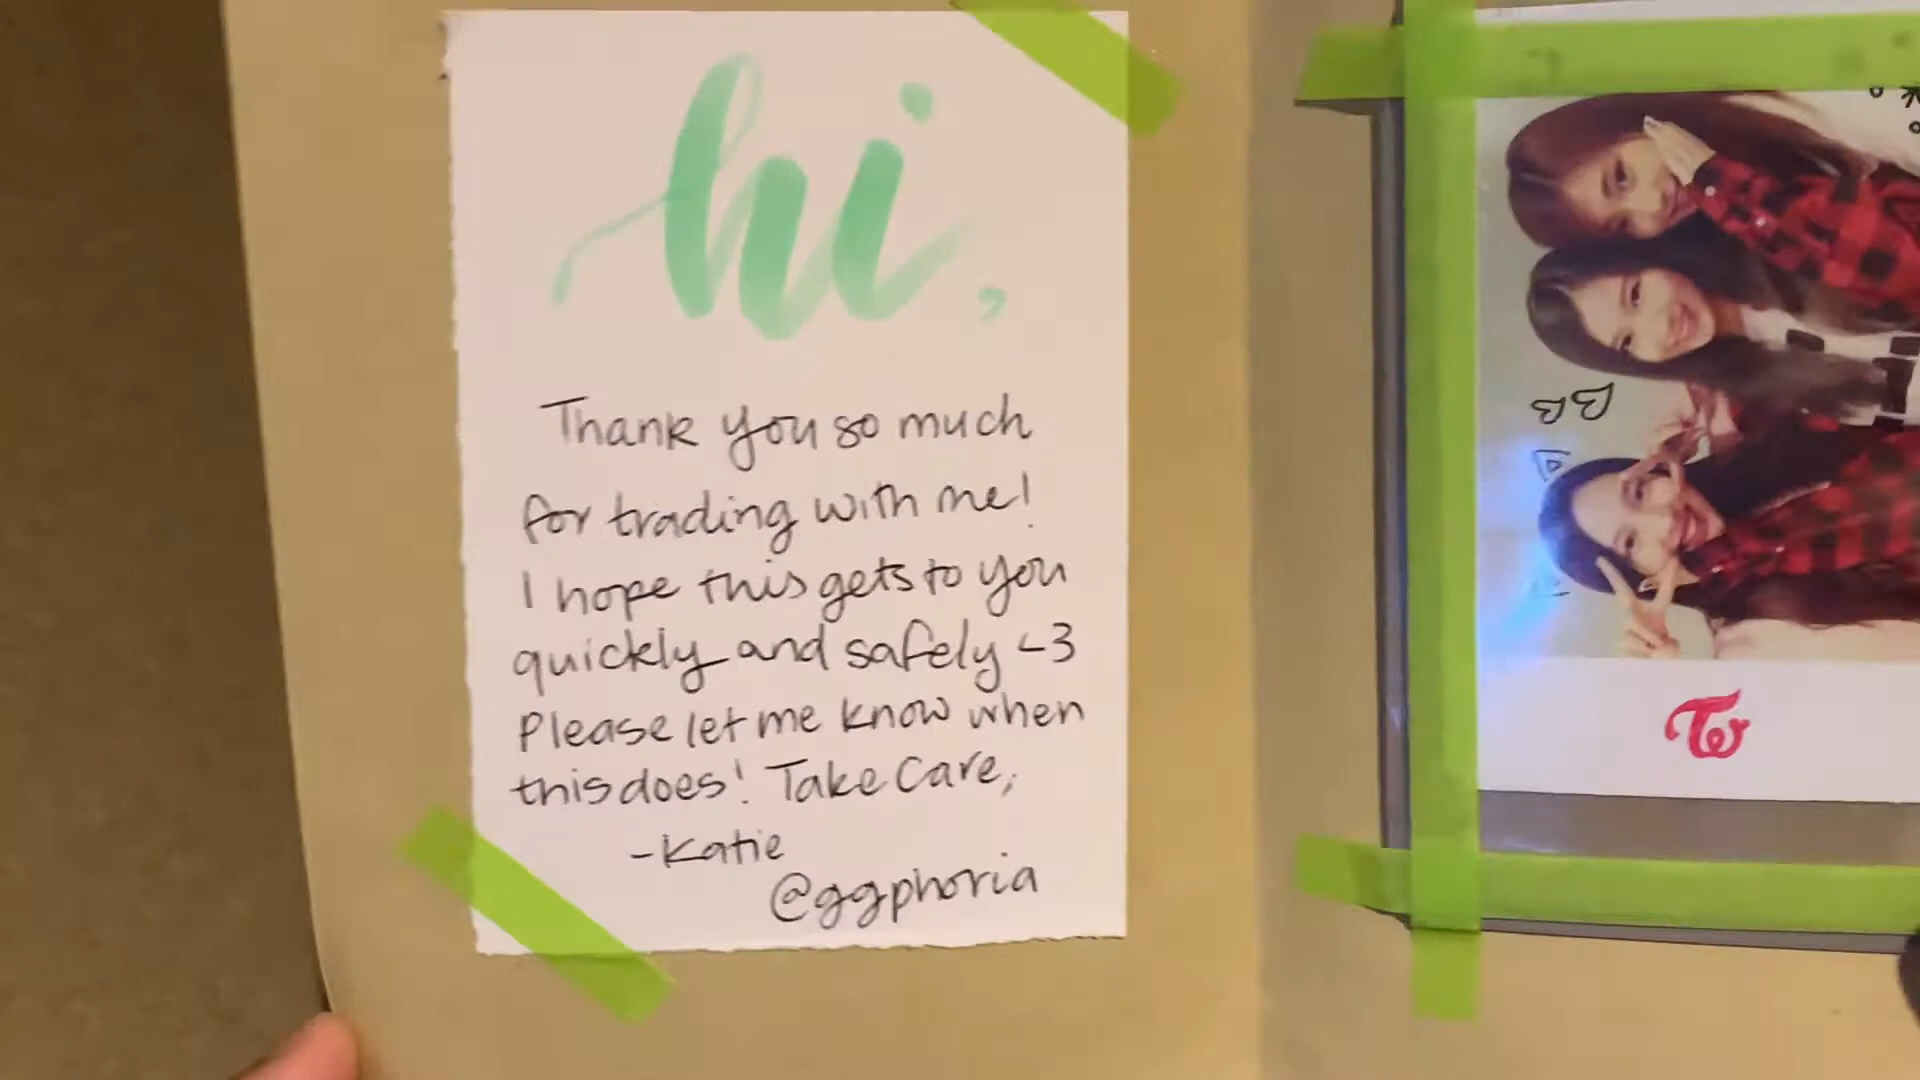 hi,
Thank you so much
for trading with me!
I hope this gets to you
quickly and safely <3
Please let me know when
this does! Take Care,
-Katie
@ggphoria